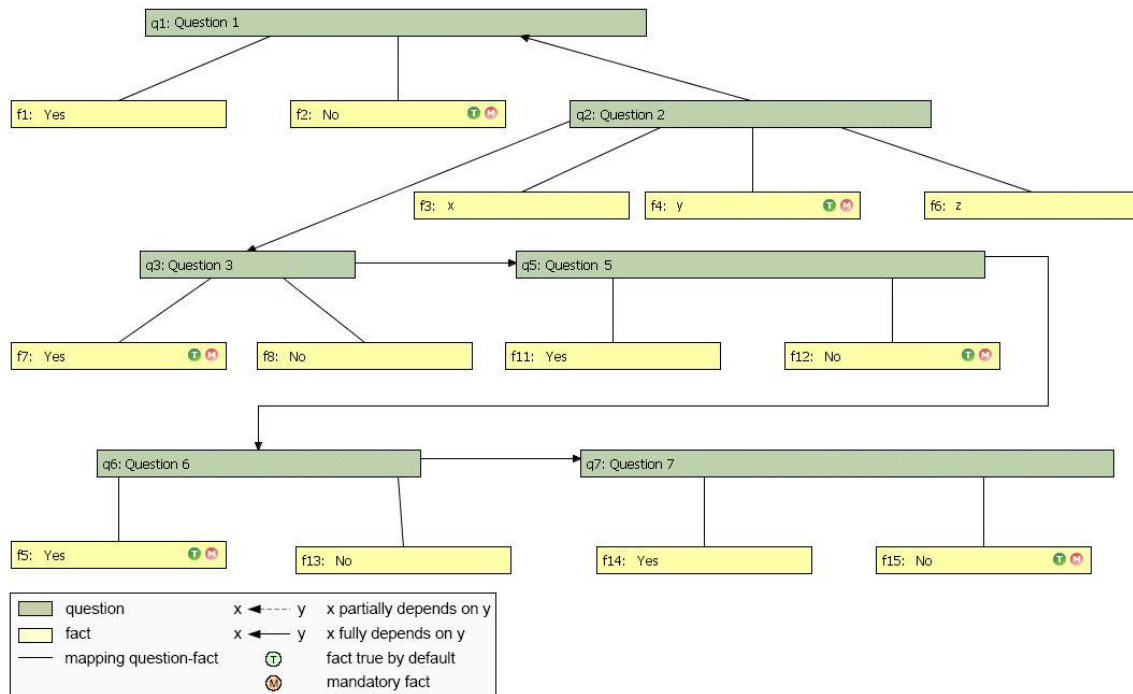 q1: Question 1
f1: Yes
f2: No T M
q2: Question 2
f3: x
f4: y T M
f6: z
q3: Question 3
q5: Question 5
f7: Yes T M
f8: No
f11: Yes
f12: No T M
q6: Question 6
q7: Question 7
f5: Yes T M
f13: No
f14: Yes
f15: No T M
question x y x partially depends on y
fact x y x fully depends on y
mapping question-fact T fact true by default
M mandatory fact